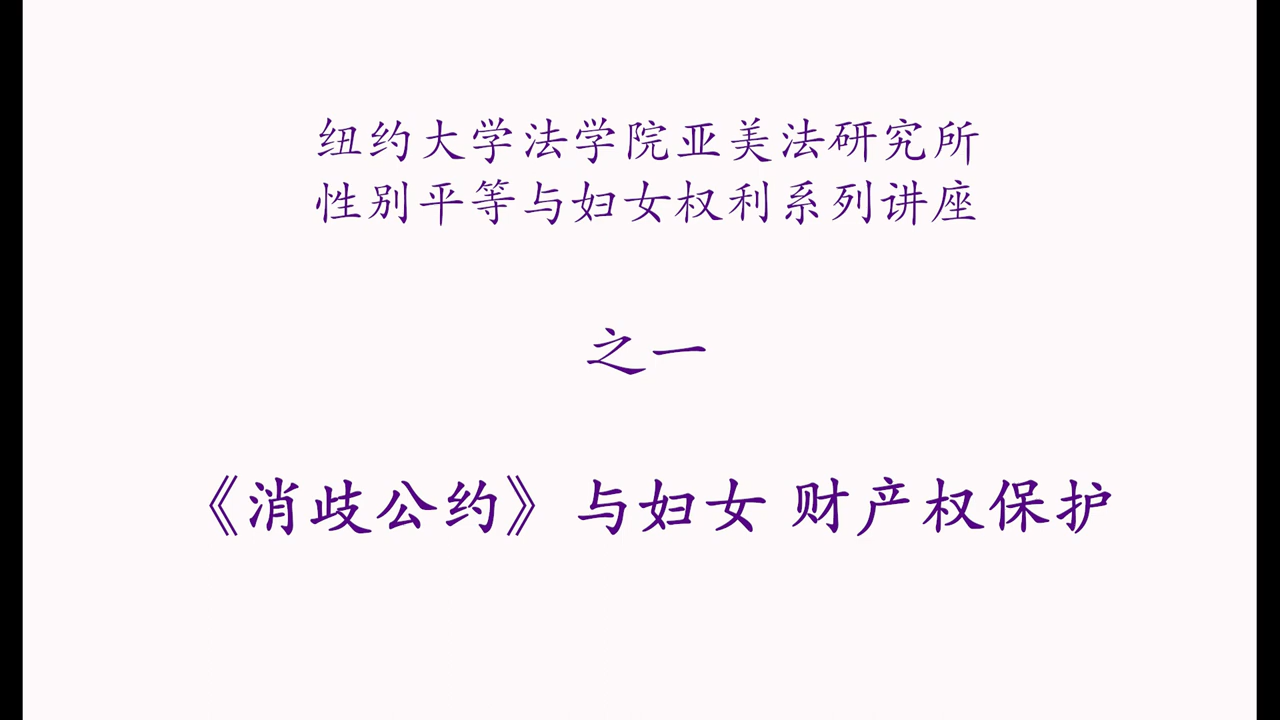 纽约大学法学院亚美法研究所
性别平等与妇女权利系列讲座
之一
《消歧公约》与妇女 财产权保护